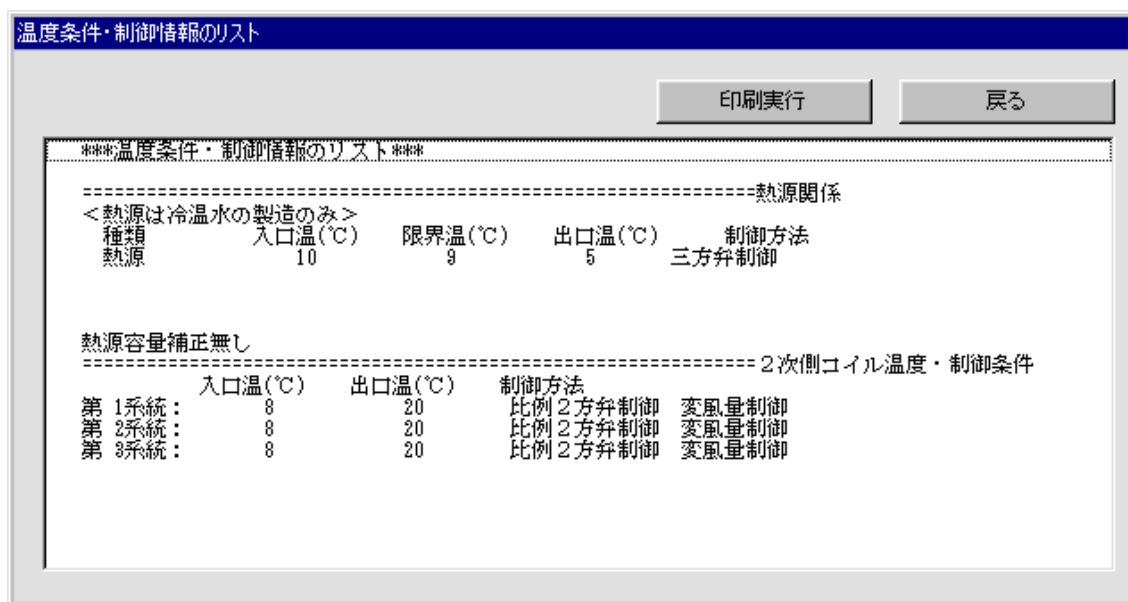 温度条件・制御情報のリスト
印刷実行 戻る
***温度条件・制御情報のリスト***
===============================================================熱源関係
＜熱源は冷温水の製造のみ＞
種類 入口温(℃) 限界温(℃) 出口温(℃) 制御方法
熱源 10 9 5 三方弁制御
熱源容量補正無し
===============================================================２次側コイル温度・制御条件
入口温(℃) 出口温(℃) 制御方法
第 1系統： 8 20 比例２方弁制御 変風量制御
第 2系統： 8 20 比例２方弁制御 変風量制御
第 3系統： 8 20 比例２方弁制御 変風量制御